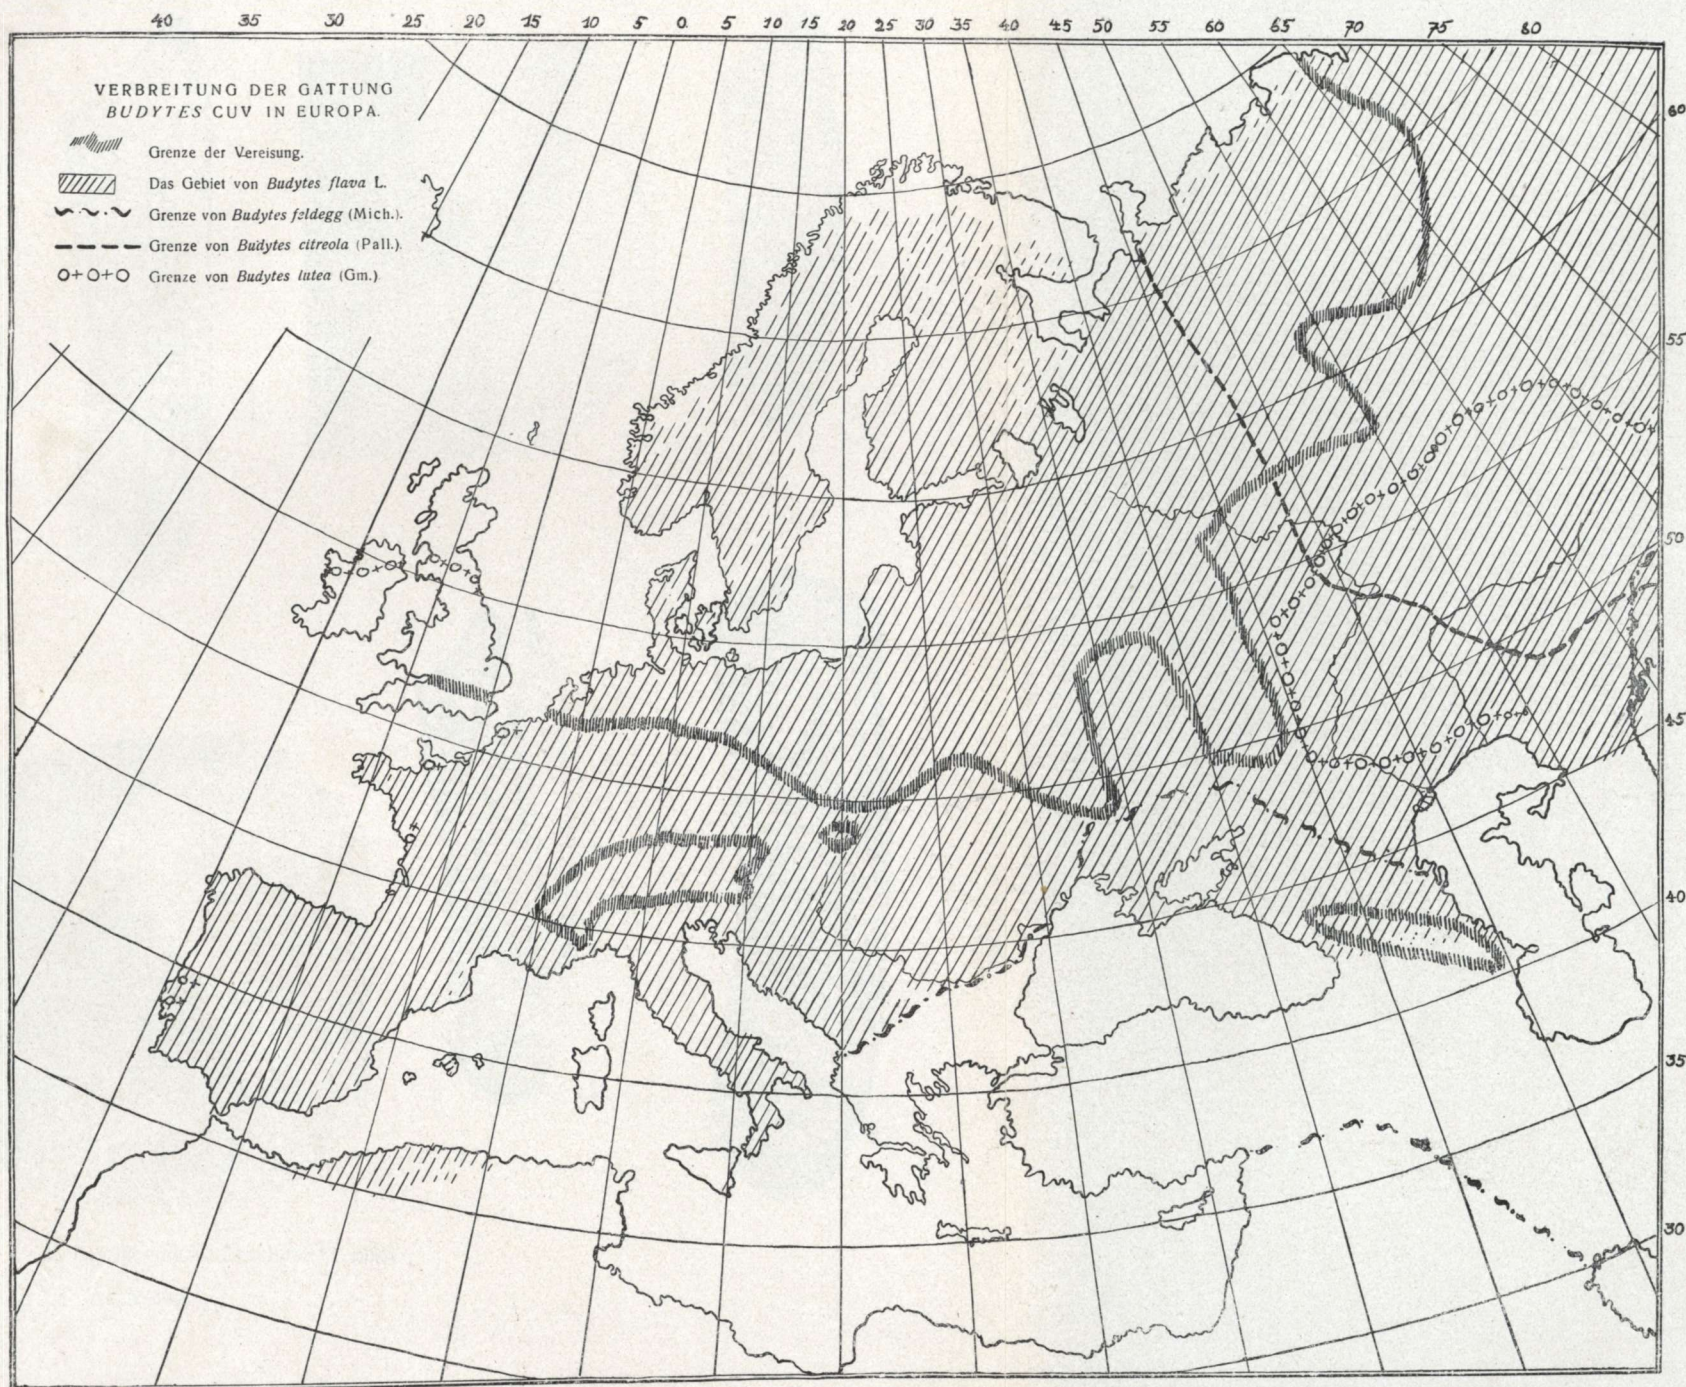 40 35 30 25 20 15 10 5 0. 5 10 15 20 25 30 35 40 45 50 55 60 65 70 75 80
VERBREITUNG DER GATTUNG
BUDYTES CUV IN EUROPA.
Grenze der Vereisung.
Das Gebiet von Budytes flava L.
Grenze von Budytes feldegg (Mich.).
Grenze von Budytes citreola (Pall.).
O+O+O Grenze von Budytes lutea (Gm.)
60
55
50
45
40
35
30